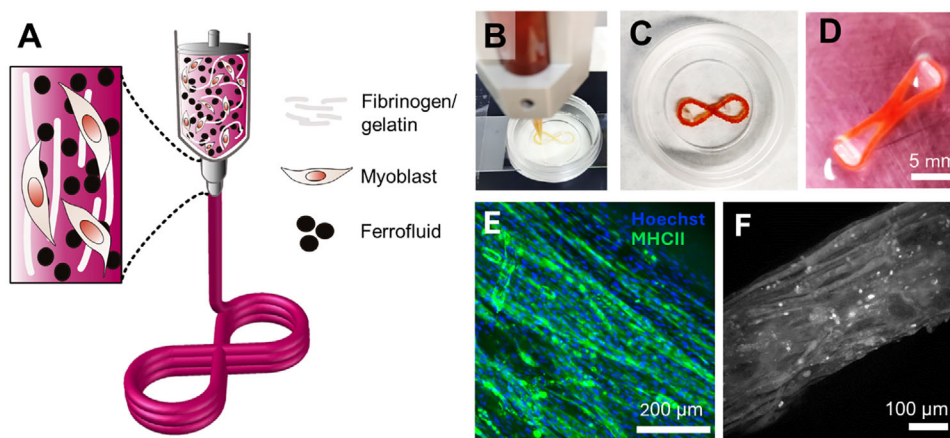 A
Fibrinogen/
gelatin
Myoblast
Ferrofluid
B
C
D
5 mm
E
Hoechst
MHCII
200 µm
F
100 µm